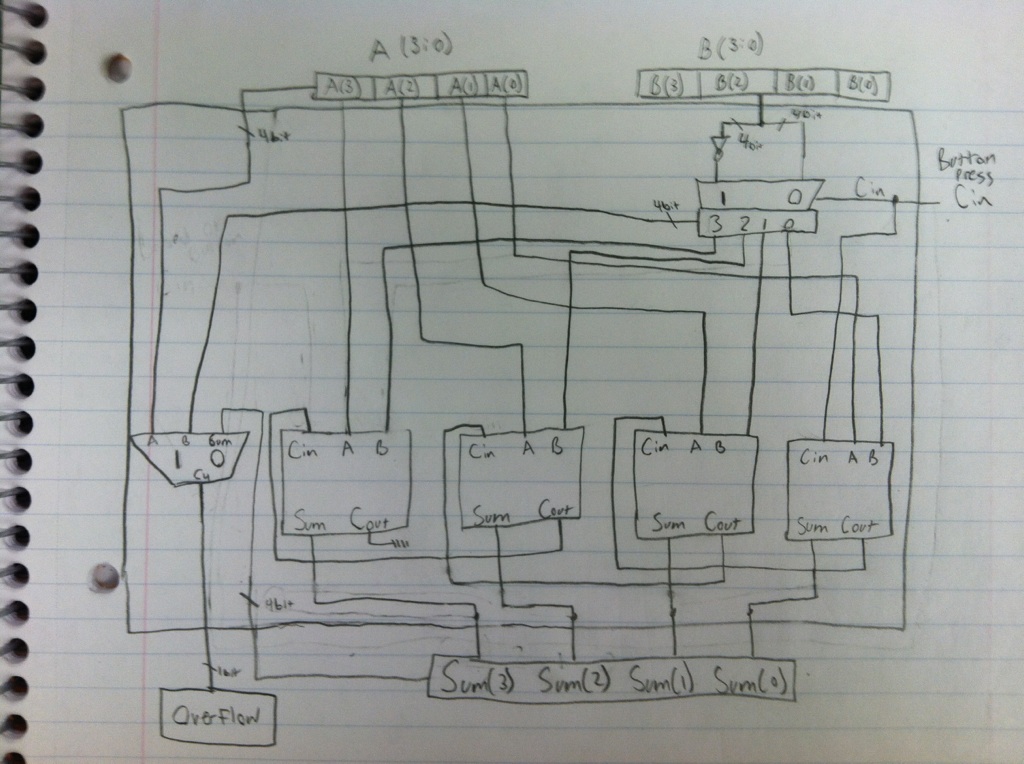 A (3:0) B(3:0)
A(3) A(2) A(1) A(0) B(3) B(2) B(1) B(0)
4bit 4bit 4bit
Button
press
Cin
1 0 Cin
4bit 3 2 1 0
A B Sum
1 0
C4
Cin A B Cin A B Cin A B Cin A B
Sum Cout Sum Cout Sum Cout Sum Cout
4bit
1bit
Sum(3) Sum(2) Sum(1) Sum(0)
Overflow